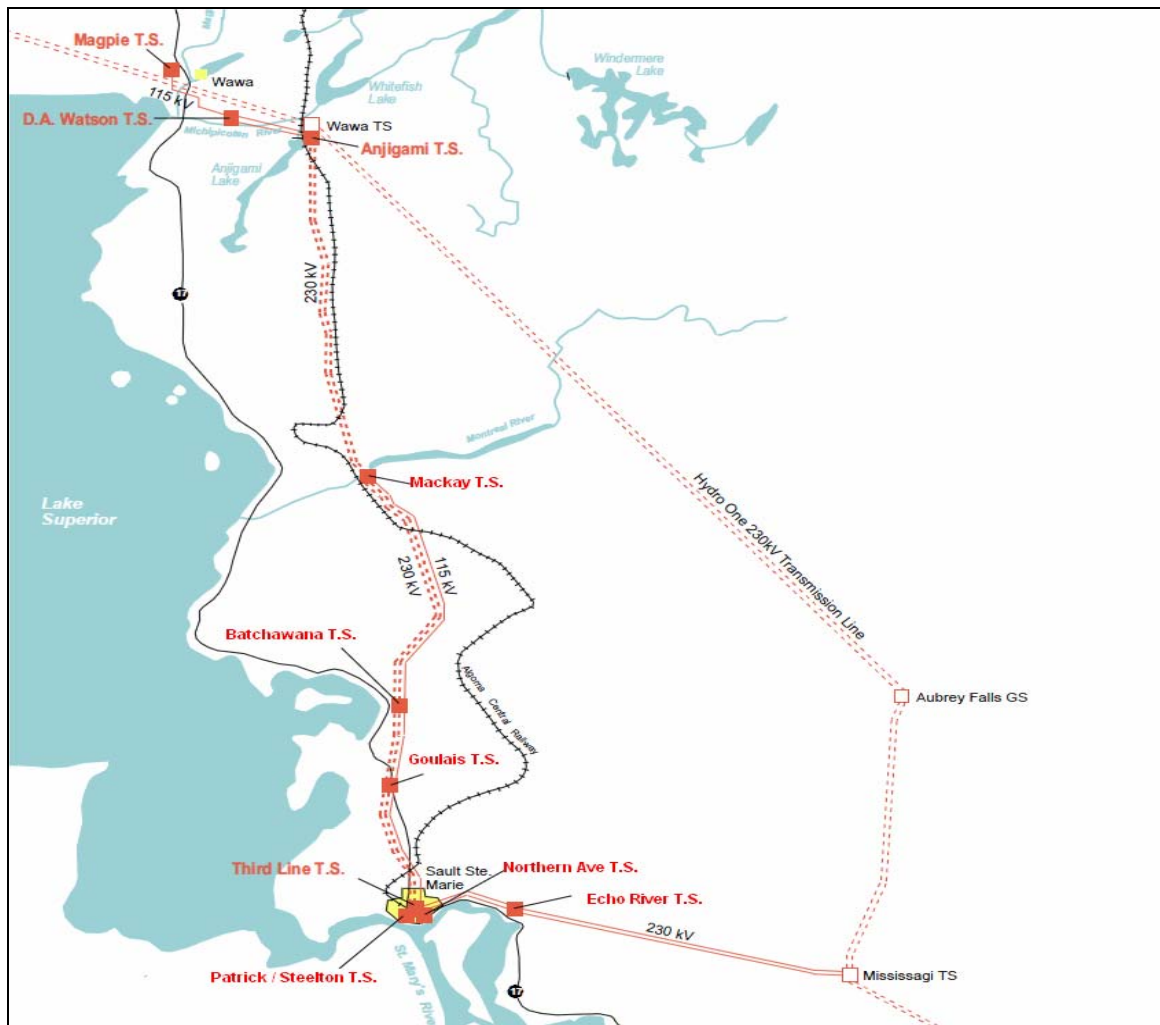 Magpie T.S.
Wawa
Windermere
Lake
Whitefish
Lake
115 kV
D.A. Watson T.S.
Michipicoten River
Wawa TS
Anjigami T.S.
Anjigami
Lake
230 kV
17
Montreal River
Mackay T.S.
Lake
Superior
Hydro One 230kV Transmission Line
115 kV
230 kV
Batchawana T.S.
Algoma Central Railway
Aubrey Falls GS
Goulais T.S.
Third Line T.S.
Sault Ste.
Marie
Northern Ave T.S.
Echo River T.S.
230 kV
Patrick / Steelton T.S.
St. Mary's River
Mississagi TS
17